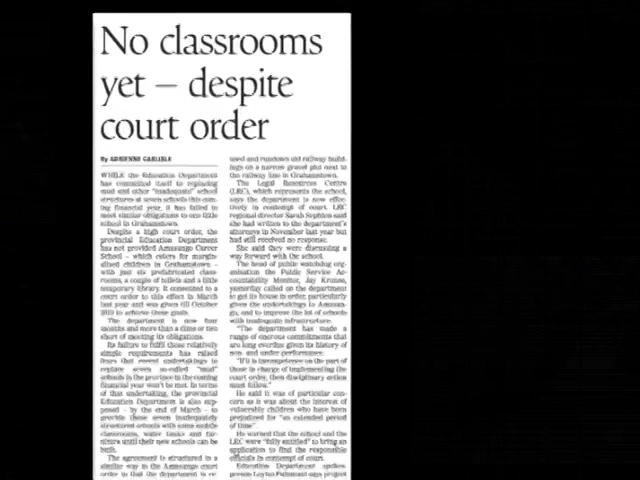 No classrooms
yet – despite
court order
By ADRIENNE CARLISLE
WHILE the Education Department
has committed itself to replacing
mud and other "inadequate" school
structures at seven schools this com-
ing financial year, it has failed to
meet similar obligations to one little
school in Grahamstown.
Despite a high court order, the
provincial Education Department
has not provided Amasango Career
School – which caters for margin-
alised children in Grahamstown –
with just six prefabricated class-
rooms, a couple of toilets and a little
temporary library. It consented to a
court order to this effect in March
last year and was given till October
2010 to achieve these goals.
The department is now four
months and more than a dime or two
short of meeting its obligations.
Its failure to fulfil these relatively
simple requirements has raised
fears that recent undertakings to
replace seven so-called "mud"
schools in the province in the coming
financial year won't be met. In terms
of this undertaking, the provincial
Education Department is also sup-
posed – by the end of March – to
provide these seven inadequately
structured schools with some mobile
classrooms, water tanks and fur-
niture until their new schools can be
built.
The agreement is structured in a
similar way to the Amasango court
order in that the department is re-
used and rundown old railway build-
ings on a narrow gravel plot next to
the railway line in Grahamstown.
The Legal Resources Centre
(LRC), which represents the school,
says the department is now effec-
tively in contempt of court. LRC
regional director Sarah Sephton said
she had written to the department's
attorneys in November last year but
had still received no response.
She said they were discussing a
way forward with the school.
The head of public watchdog org-
anisation the Public Service Ac-
countability Monitor, Jay Kruuse,
yesterday called on the department
to get its house in order, particularly
given the undertakings to Amasan-
go, and to improve the lot of schools
with inadequate infrastructure.
"The department has made a
range of onerous commitments that
are long overdue given its history of
non- and under-performance.
"If it is incompetence on the part of
those in charge of implementing the
court order, then disciplinary action
must follow."
He said it was of particular con-
cern as it was about the interest of
vulnerable children who have been
prejudiced for "an extended period
of time".
He warned that the school and the
LRC were "fully entitled" to bring an
application to find the responsible
officials in contempt of court.
Education Department spokes-
person Loyiso Pulumani says project